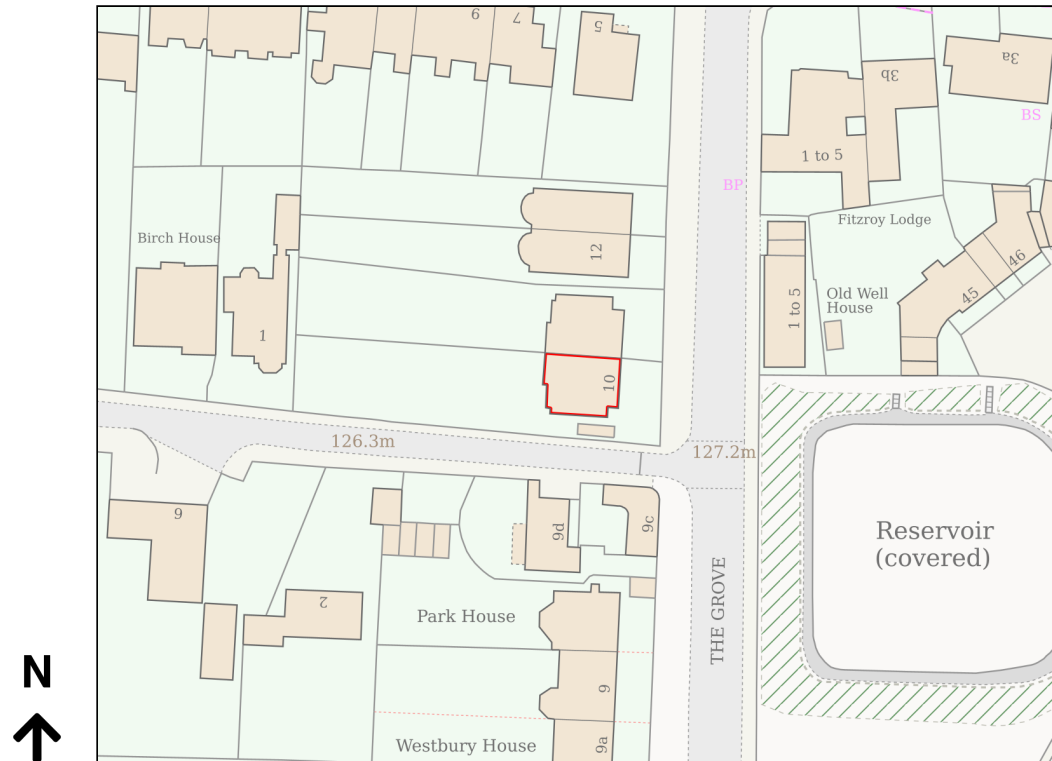 6
7
5
3b
3a
BS
1 to 5
BP
Fitzroy Lodge
Birch House
12
46
45
Old Well
House
1 to 5
1
10
126.3m
127.2m
9
9d
9c
Reservoir
(covered)
THE GROVE
2
Park House
N
9
Westbury House
9a